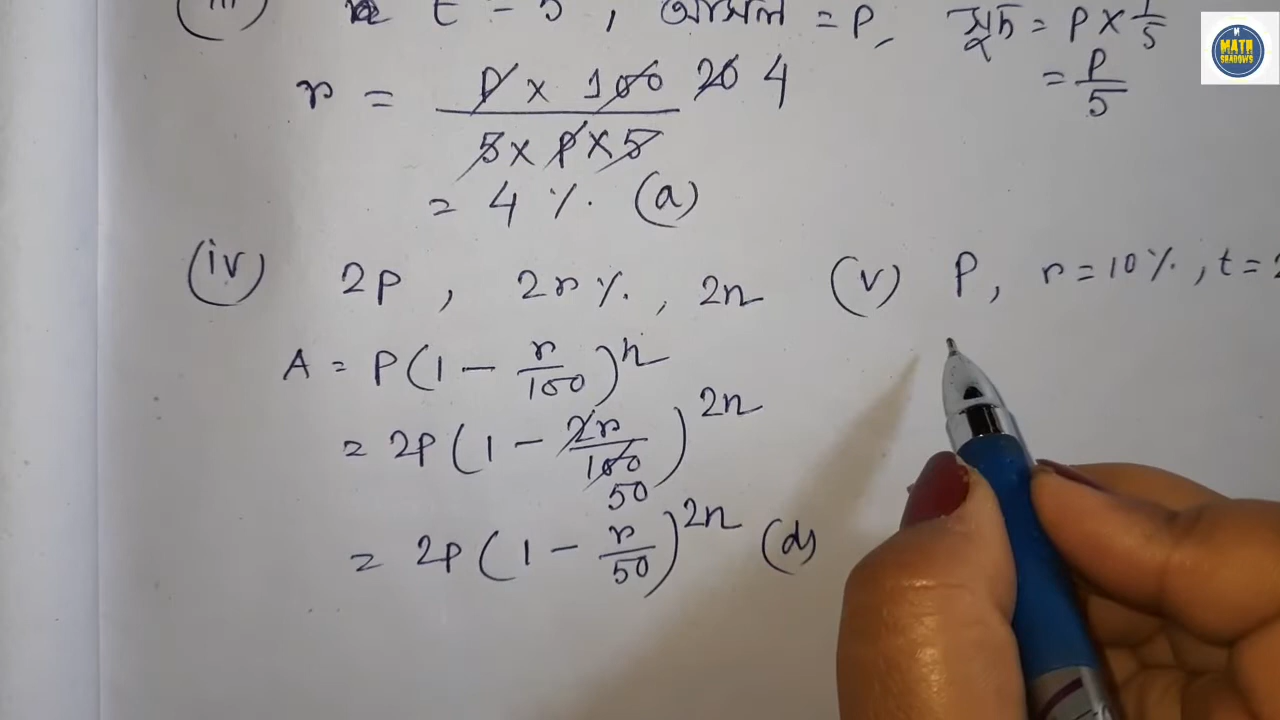 (iii) t = 5, আসল = P, সুদ = P × 1/5
= P/5
r = P × 100 20 4 / 5 × P × 5
= 4 %. (a)
(iv) 2P, 2r %., 2n
(v) P, r = 10 %., t =
A = P(1 - r/100)^n
= 2P(1 - 2r/100)^2n
50
= 2P(1 - r/50)^2n (d)
M
MATH
SHADOWS